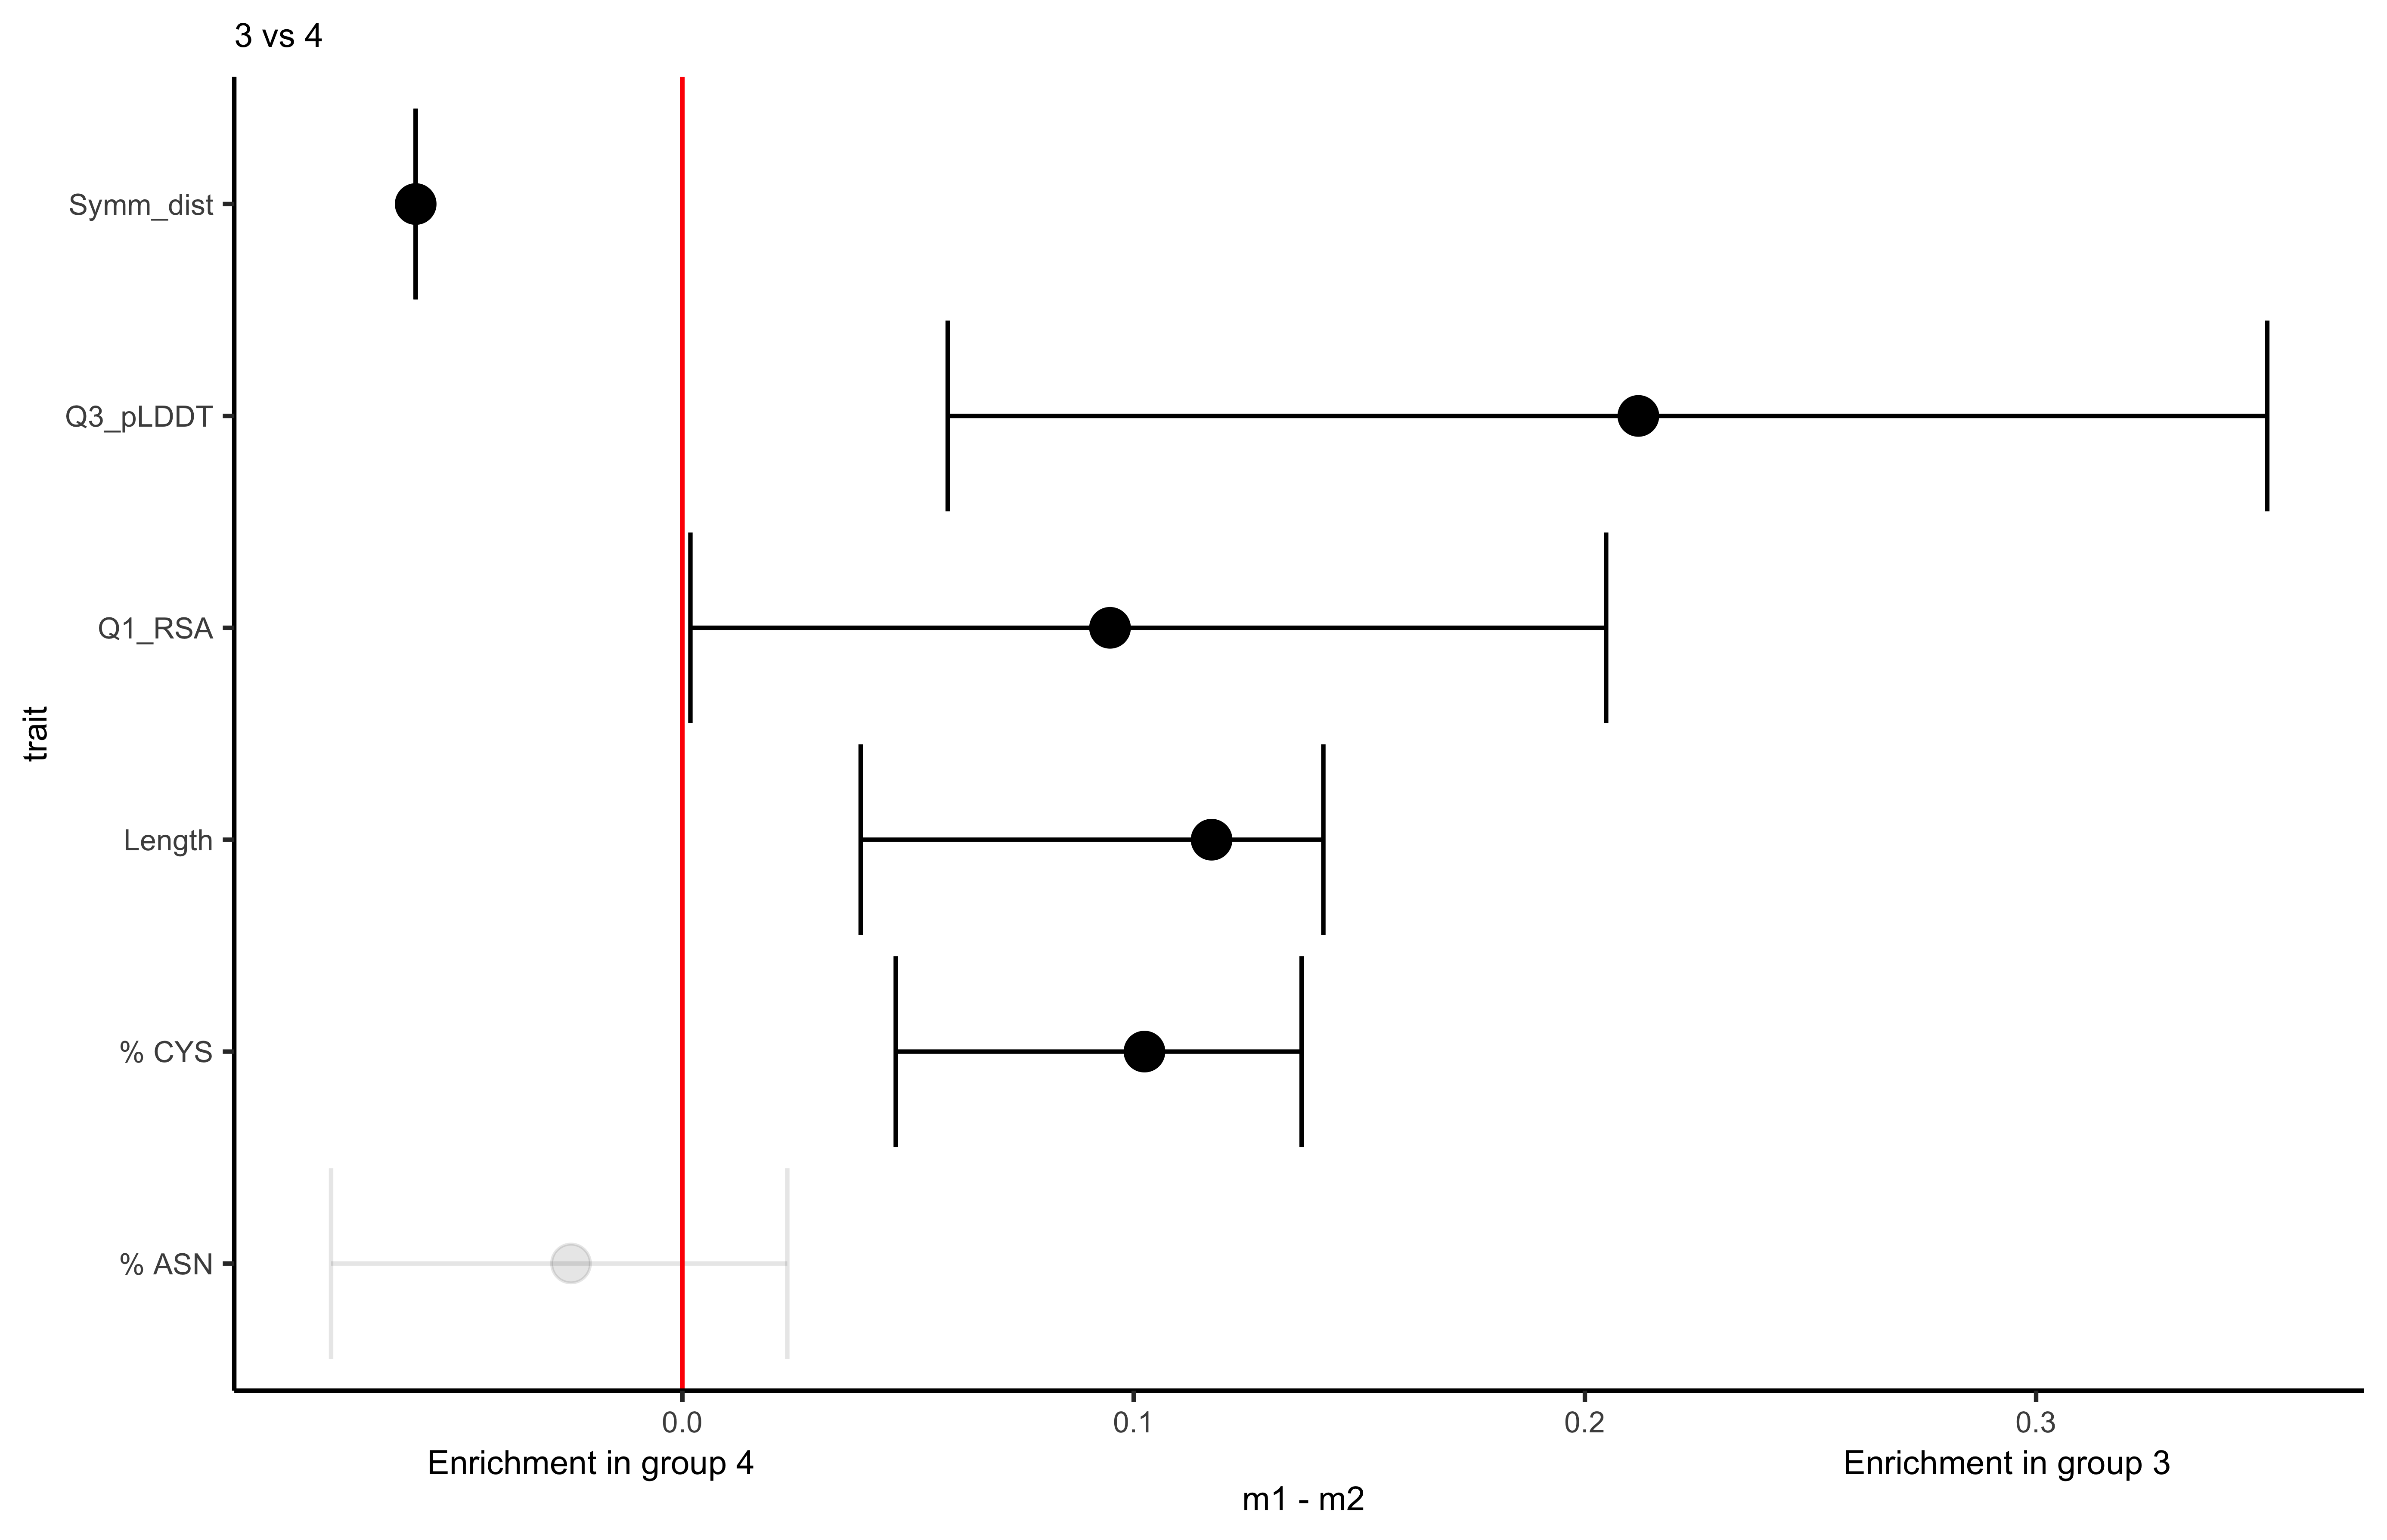 3 vs 4
trait
Symm_dist
Q3_pLDDT
Q1_RSA
Length
% CYS
% ASN
0.0 0.1 0.2 0.3
Enrichment in group 4 Enrichment in group 3
m1 - m2